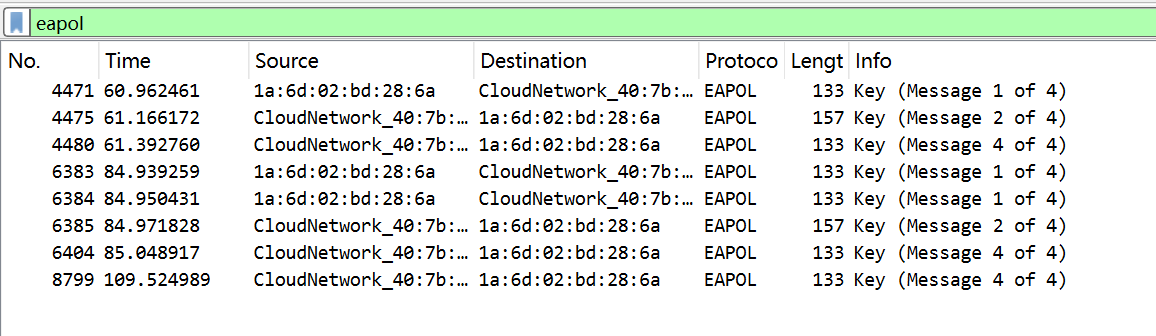 eapol
No. Time Source Destination Protoco Lengt Info
4471 60.962461 1a:6d:02:bd:28:6a CloudNetwork_40:7b:… EAPOL 133 Key (Message 1 of 4)
4475 61.166172 CloudNetwork_40:7b:… 1a:6d:02:bd:28:6a EAPOL 157 Key (Message 2 of 4)
4480 61.392760 CloudNetwork_40:7b:… 1a:6d:02:bd:28:6a EAPOL 133 Key (Message 4 of 4)
6383 84.939259 1a:6d:02:bd:28:6a CloudNetwork_40:7b:… EAPOL 133 Key (Message 1 of 4)
6384 84.950431 1a:6d:02:bd:28:6a CloudNetwork_40:7b:… EAPOL 133 Key (Message 1 of 4)
6385 84.971828 CloudNetwork_40:7b:… 1a:6d:02:bd:28:6a EAPOL 157 Key (Message 2 of 4)
6404 85.048917 CloudNetwork_40:7b:… 1a:6d:02:bd:28:6a EAPOL 133 Key (Message 4 of 4)
8799 109.524989 CloudNetwork_40:7b:… 1a:6d:02:bd:28:6a EAPOL 133 Key (Message 4 of 4)